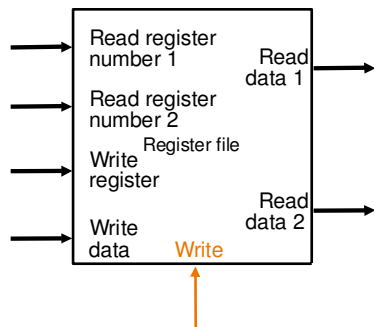 Read register
number 1
Read
data 1
Read register
number 2
Register file
Write
register
Read
data 2
Write
data
Write